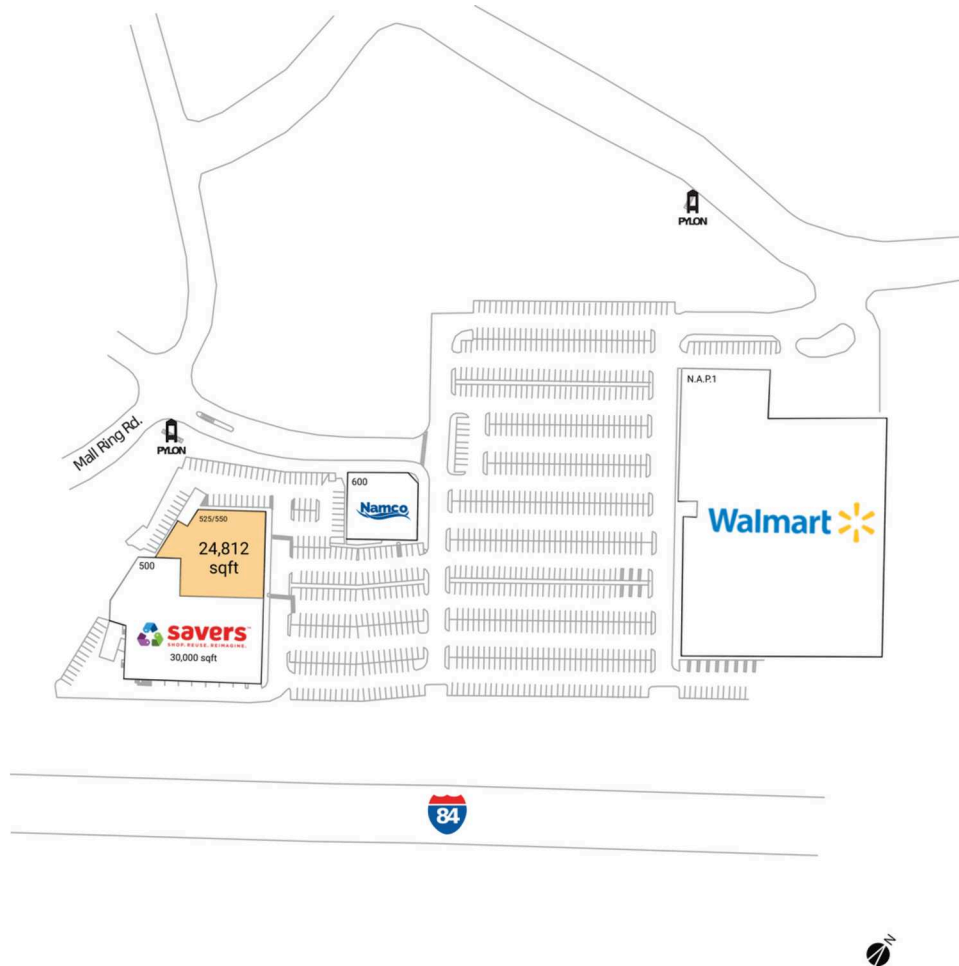 PYLON
N.A.P.1
Mall Ring Rd.
PYLON
600
Namco
525/550
24,812
sqft
500
Walmart
savers™
SHOP. REUSE. REIMAGINE.
30,000 sqft
84
N